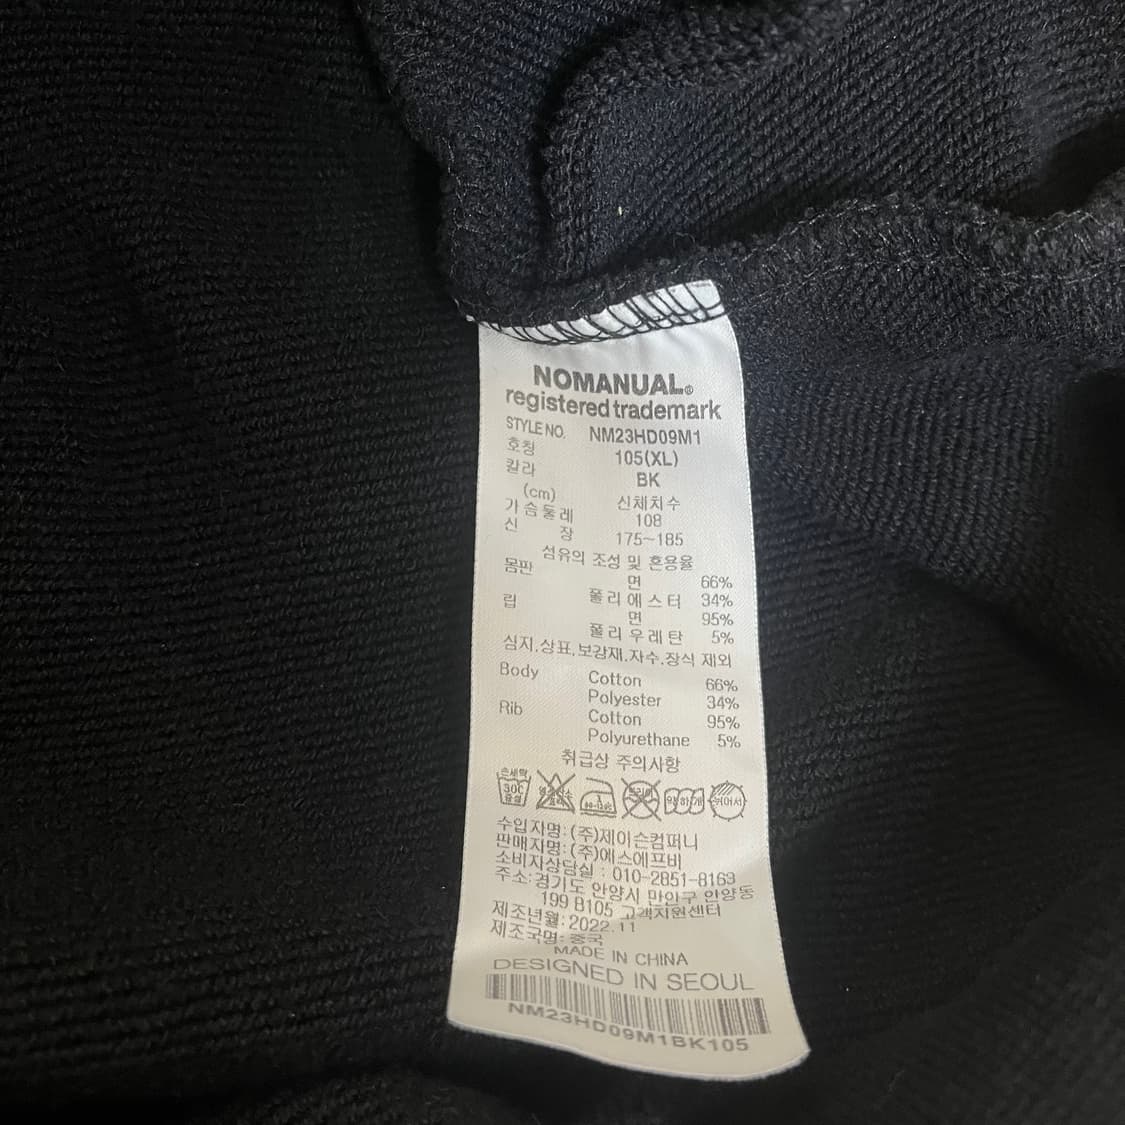 NOMANUAL®
registered trademark
STYLE NO. NM23HD09M1
호칭 105(XL)
칼라 BK
(cm) 신체치수
가슴둘레 108
신 장 175~185
섬유의 조성 및 혼용율
몸판 면 66%
폴리에스터 34%
립 면 95%
폴리우레탄 5%
심지.상표.보강재.자수.장식 제외
Body Cotton 66%
Polyester 34%
Rib Cotton 95%
Polyurethane 5%
취급상 주의사항
손세탁
30℃
중성
수입자명:(주)제이슨컴퍼니
판매자명:(주)에스에프비
소비자상담실 : 010-2851-8169
주소:경기도 안양시 만안구 안양동
199 B105 고객지원센터
제조년월:2022.11
제조국명:중국
MADE IN CHINA
DESIGNED IN SEOUL
NM23HD09M1BK105